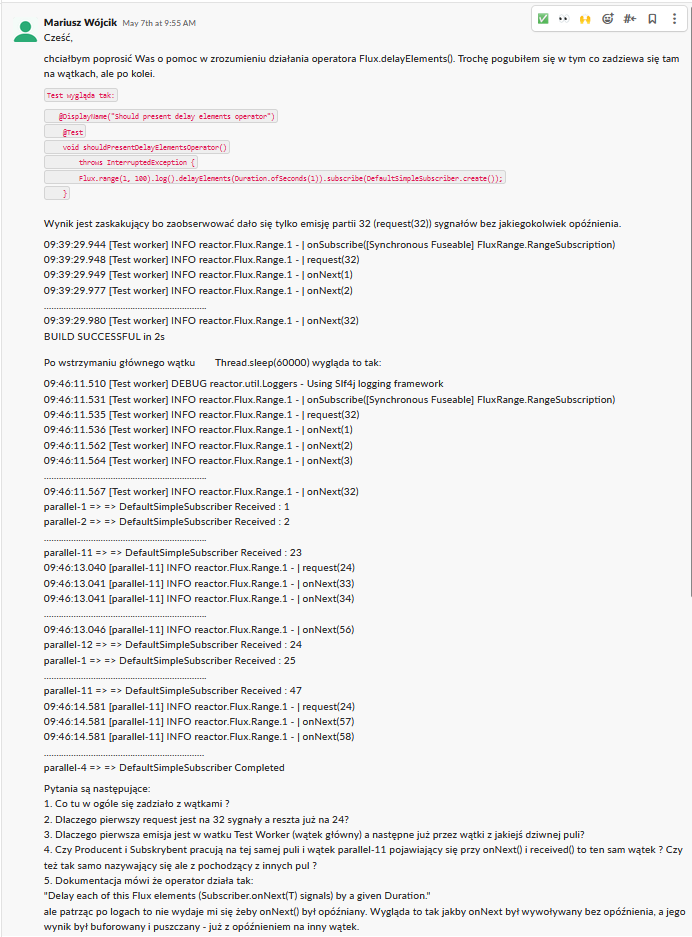 Mariusz Wójcik May 7th at 9:55 AM
Cześć,
chciałbym poprosić Was o pomoc w zrozumieniu działania operatora Flux.delayElements(). Trochę pogubiłem się w tym co zadziewa się tam
na wątkach, ale po kolei.
Test wygląda tak:
@DisplayName("Should present delay elements operator")
@Test
void shouldPresentDelayElementsOperator()
throws InterruptedException {
Flux.range(1, 100).log().delayElements(Duration.ofSeconds(1)).subscribe(DefaultSimpleSubscriber.create());
}
Wynik jest zaskakujący bo zaobserwować dało się tylko emisję partii 32 (request(32)) sygnałów bez jakiegokolwiek opóźnienia.
09:39:29.944 [Test worker] INFO reactor.Flux.Range.1 - | onSubscribe([Synchronous Fuseable] FluxRange.RangeSubscription)
09:39:29.948 [Test worker] INFO reactor.Flux.Range.1 - | request(32)
09:39:29.949 [Test worker] INFO reactor.Flux.Range.1 - | onNext(1)
09:39:29.977 [Test worker] INFO reactor.Flux.Range.1 - | onNext(2)
......................................................
09:39:29.980 [Test worker] INFO reactor.Flux.Range.1 - | onNext(32)
BUILD SUCCESSFUL in 2s
Po wstrzymaniu głównego wątku Thread.sleep(60000) wygląda to tak:
09:46:11.510 [Test worker] DEBUG reactor.util.Loggers - Using Slf4j logging framework
09:46:11.531 [Test worker] INFO reactor.Flux.Range.1 - | onSubscribe([Synchronous Fuseable] FluxRange.RangeSubscription)
09:46:11.535 [Test worker] INFO reactor.Flux.Range.1 - | request(32)
09:46:11.536 [Test worker] INFO reactor.Flux.Range.1 - | onNext(1)
09:46:11.562 [Test worker] INFO reactor.Flux.Range.1 - | onNext(2)
09:46:11.564 [Test worker] INFO reactor.Flux.Range.1 - | onNext(3)
......................................................
09:46:11.567 [Test worker] INFO reactor.Flux.Range.1 - | onNext(32)
parallel-1 => => DefaultSimpleSubscriber Received : 1
parallel-2 => => DefaultSimpleSubscriber Received : 2
......................................................
parallel-11 => => DefaultSimpleSubscriber Received : 23
09:46:13.040 [parallel-11] INFO reactor.Flux.Range.1 - | request(24)
09:46:13.041 [parallel-11] INFO reactor.Flux.Range.1 - | onNext(33)
09:46:13.041 [parallel-11] INFO reactor.Flux.Range.1 - | onNext(34)
......................................................
09:46:13.046 [parallel-11] INFO reactor.Flux.Range.1 - | onNext(56)
parallel-12 => => DefaultSimpleSubscriber Received : 24
parallel-1 => => DefaultSimpleSubscriber Received : 25
......................................................
parallel-11 => => DefaultSimpleSubscriber Received : 47
09:46:14.581 [parallel-11] INFO reactor.Flux.Range.1 - | request(24)
09:46:14.581 [parallel-11] INFO reactor.Flux.Range.1 - | onNext(57)
09:46:14.581 [parallel-11] INFO reactor.Flux.Range.1 - | onNext(58)
......................................................
parallel-4 => => DefaultSimpleSubscriber Completed
Pytania są następujące:
1. Co tu w ogóle się zadziało z wątkami ?
2. Dlaczego pierwszy request jest na 32 sygnały a reszta już na 24?
3. Dlaczego pierwsza emisja jest w watku Test Worker (wątek główny) a następne już przez wątki z jakiejś dziwnej puli?
4. Czy Producent i Subskrybent pracują na tej samej puli i wątek parallel-11 pojawiający się przy onNext() i received() to ten sam wątek ? Czy
też tak samo nazywający się ale z pochodzący z innych pul ?
5. Dokumentacja mówi że operator działa tak:
"Delay each of this Flux elements (Subscriber.onNext(T) signals) by a given Duration."
ale patrząc po logach to nie wydaje mi się żeby onNext() był opóźniany. Wygląda to tak jakby onNext był wywoływany bez opóźnienia, a jego
wynik był buforowany i puszczany - już z opóźnieniem na inny wątek.